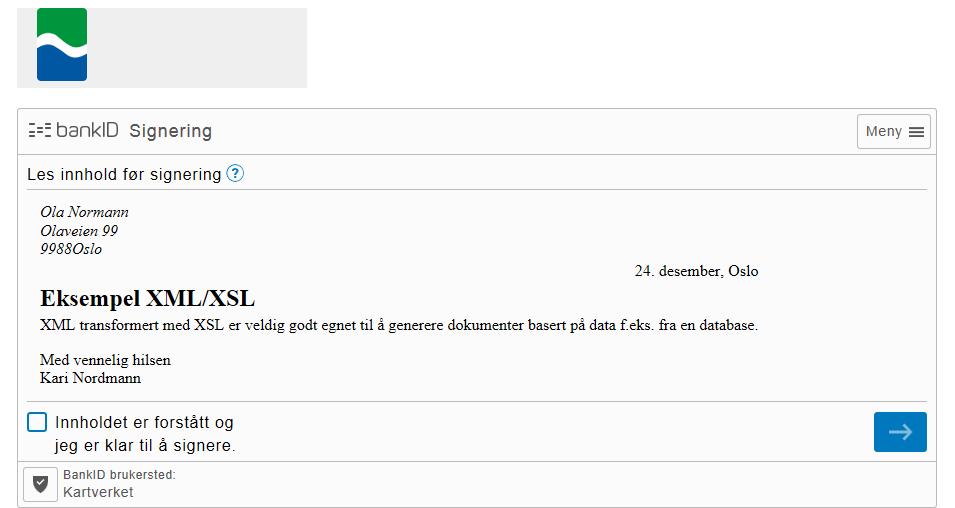 bankID Signering
Meny
Les innhold før signering ?
Ola Normann
Olaveien 99
9988Oslo
24. desember, Oslo
Eksempel XML/XSL
XML transformert med XSL er veldig godt egnet til å generere dokumenter basert på data f.eks. fra en database.
Med vennelig hilsen
Kari Nordmann
Innholdet er forstått og
jeg er klar til å signere.
BankID brukersted:
Kartverket